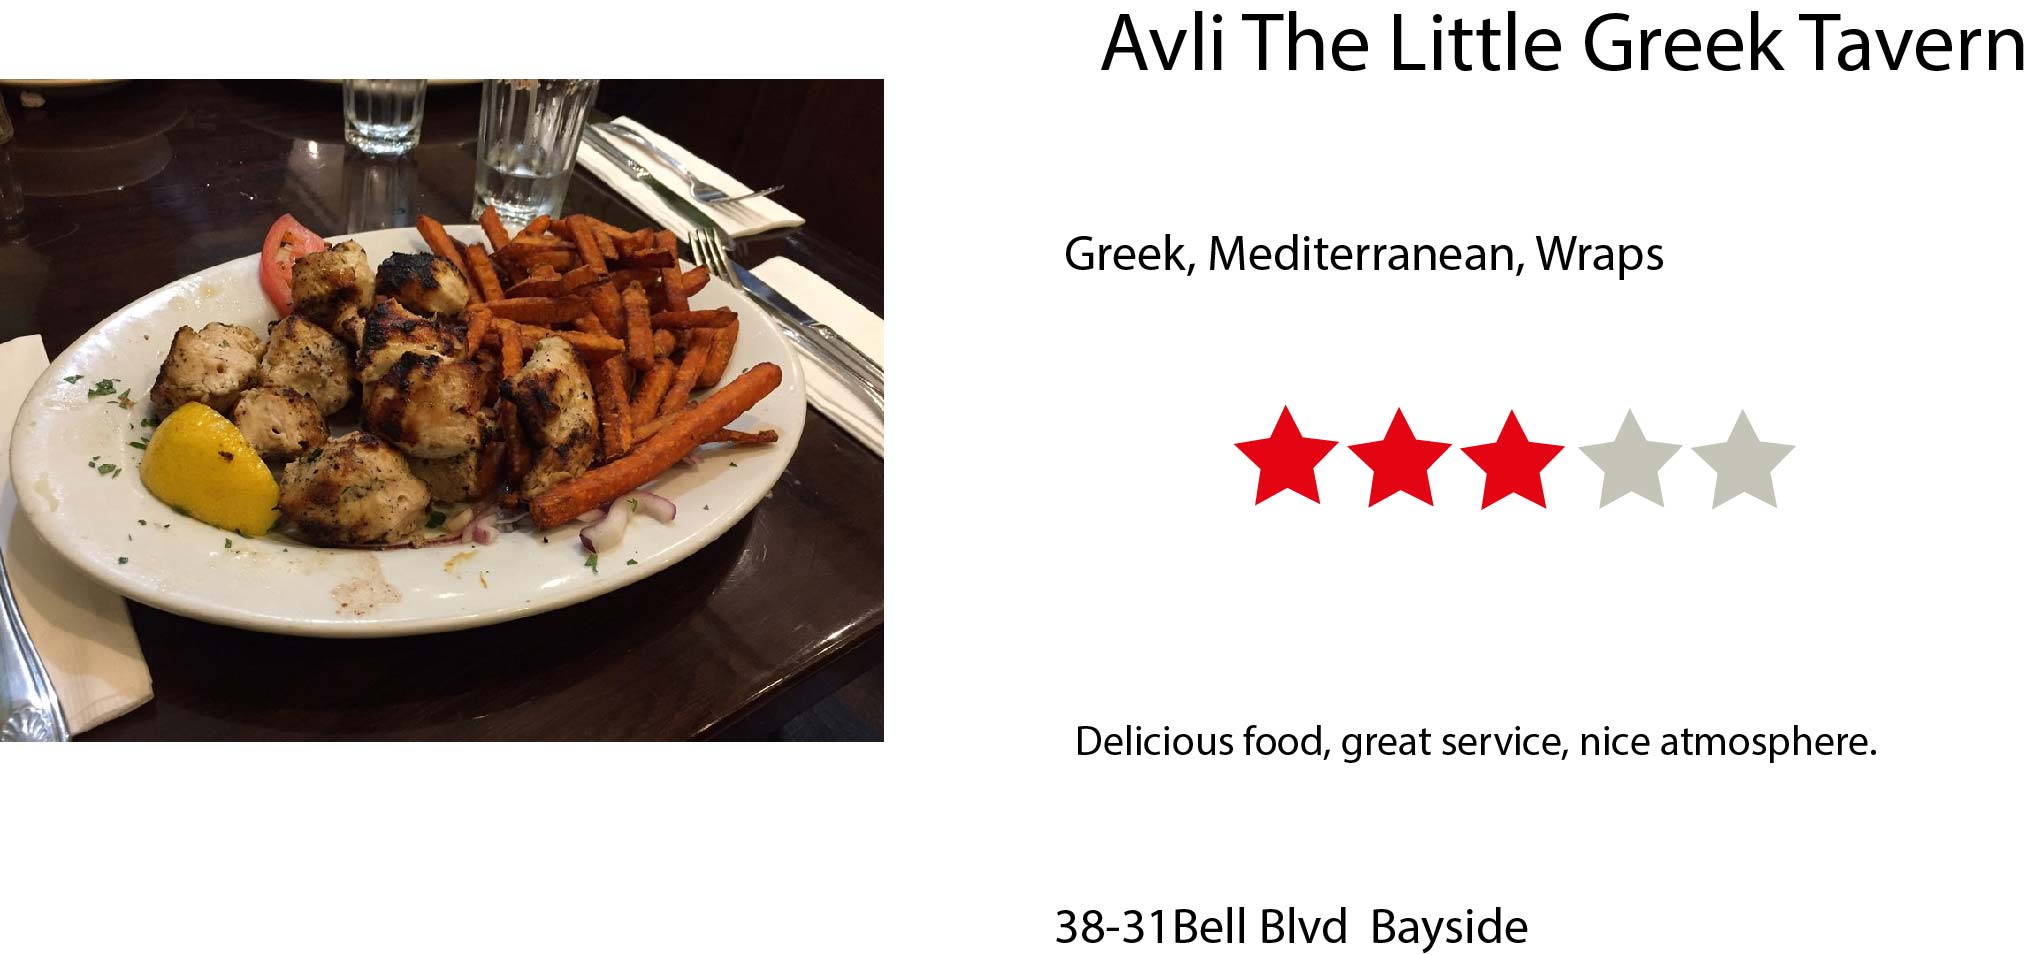 Avli The Little Greek Tavern
Greek, Mediterranean, Wraps
Delicious food, great service, nice atmosphere.
38-31Bell Blvd  Bayside